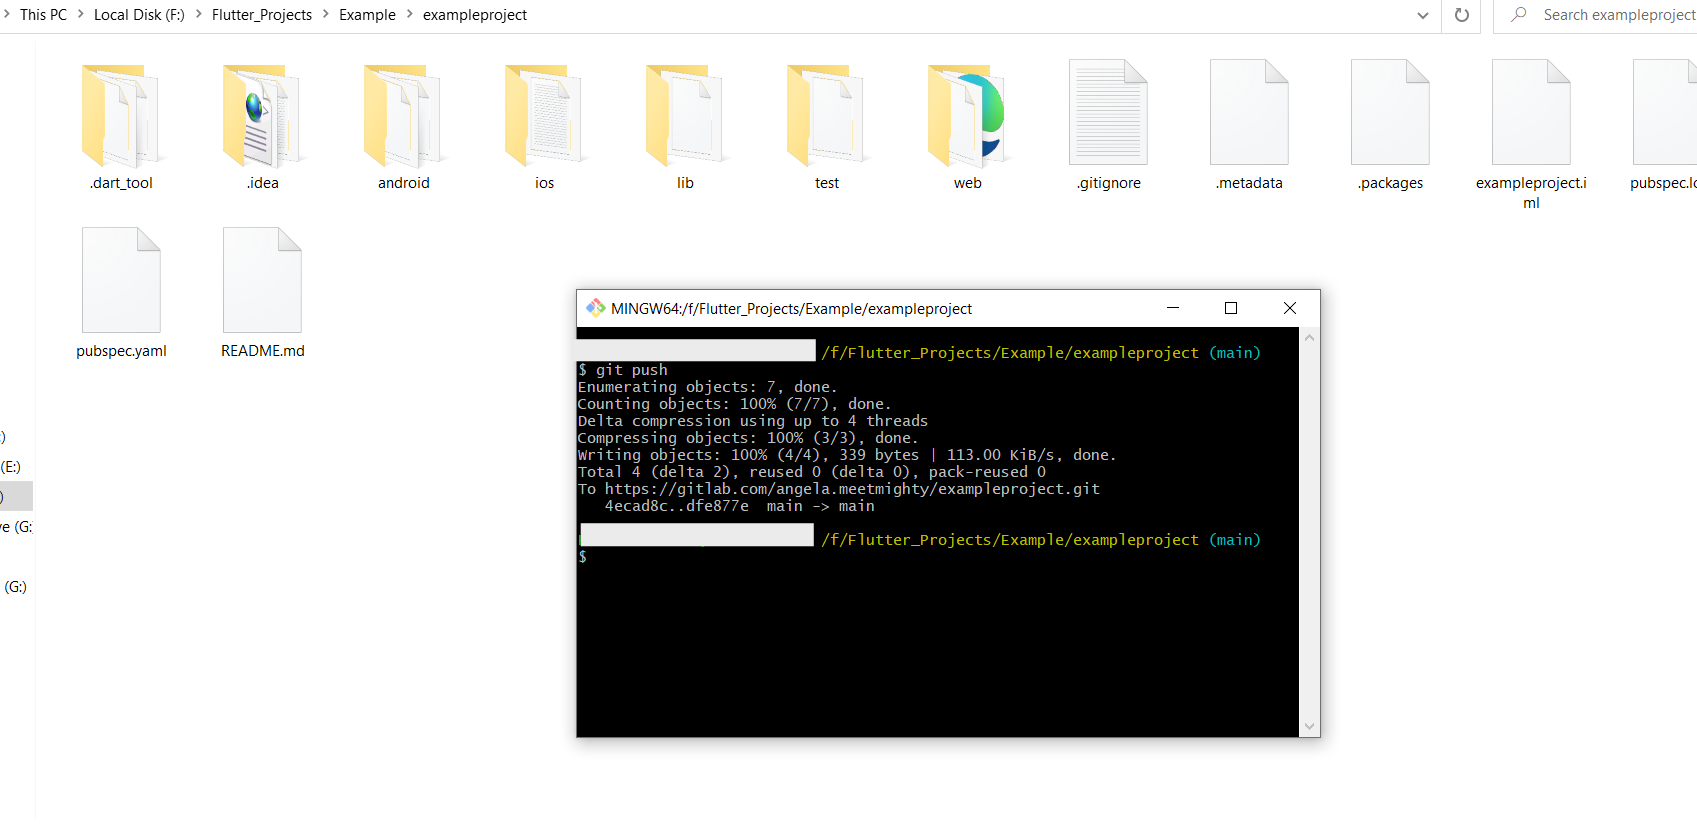 This PC > Local Disk (F:) > Flutter_Projects > Example > exampleproject
Search exampleproject
.dart_tool
.idea
android
ios
lib
test
web
.gitignore
.metadata
.packages
exampleproject.i
ml
pubspec.lo
pubspec.yaml
README.md
(E:)
(G:
(G:)
MINGW64:/f/Flutter_Projects/Example/exampleproject
/f/Flutter_Projects/Example/exampleproject (main)
$ git push
Enumerating objects: 7, done.
Counting objects: 100% (7/7), done.
Delta compression using up to 4 threads
Compressing objects: 100% (3/3), done.
Writing objects: 100% (4/4), 339 bytes | 113.00 KiB/s, done.
Total 4 (delta 2), reused 0 (delta 0), pack-reused 0
To https://gitlab.com/angela.meetmighty/exampleproject.git
4ecad8c..dfe877e  main -> main
/f/Flutter_Projects/Example/exampleproject (main)
$